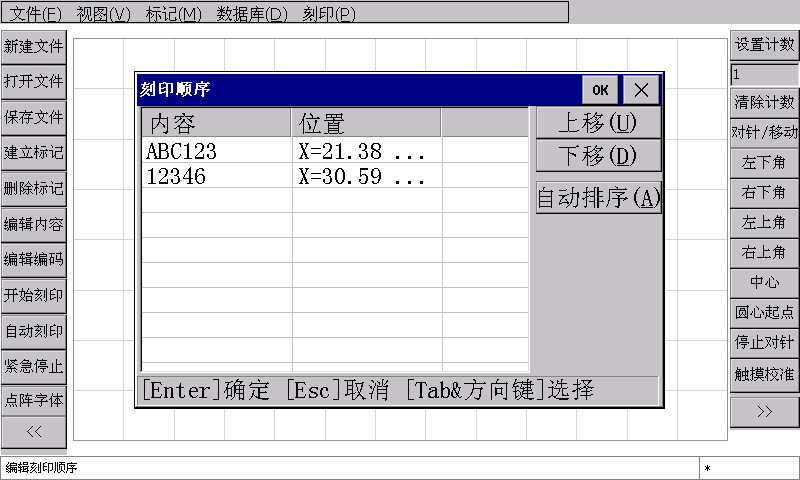 文件(F) 视图(V) 标记(M) 数据库(D) 刻印(P)
新建文件
打开文件
保存文件
建立标记
删除标记
编辑内容
编辑编码
开始刻印
自动刻印
紧急停止
点阵字体
<<
刻印顺序
OK
内容 位置
ABC123 X=21.38 ...
12346 X=30.59 ...
上移(U)
下移(D)
自动排序(A)
[Enter]确定 [Esc]取消 [Tab&方向键]选择
设置计数
1
清除计数
对针/移动
左下角
右下角
左上角
右上角
中心
圆心起点
停止对针
触摸校准
>>
编辑刻印顺序
*